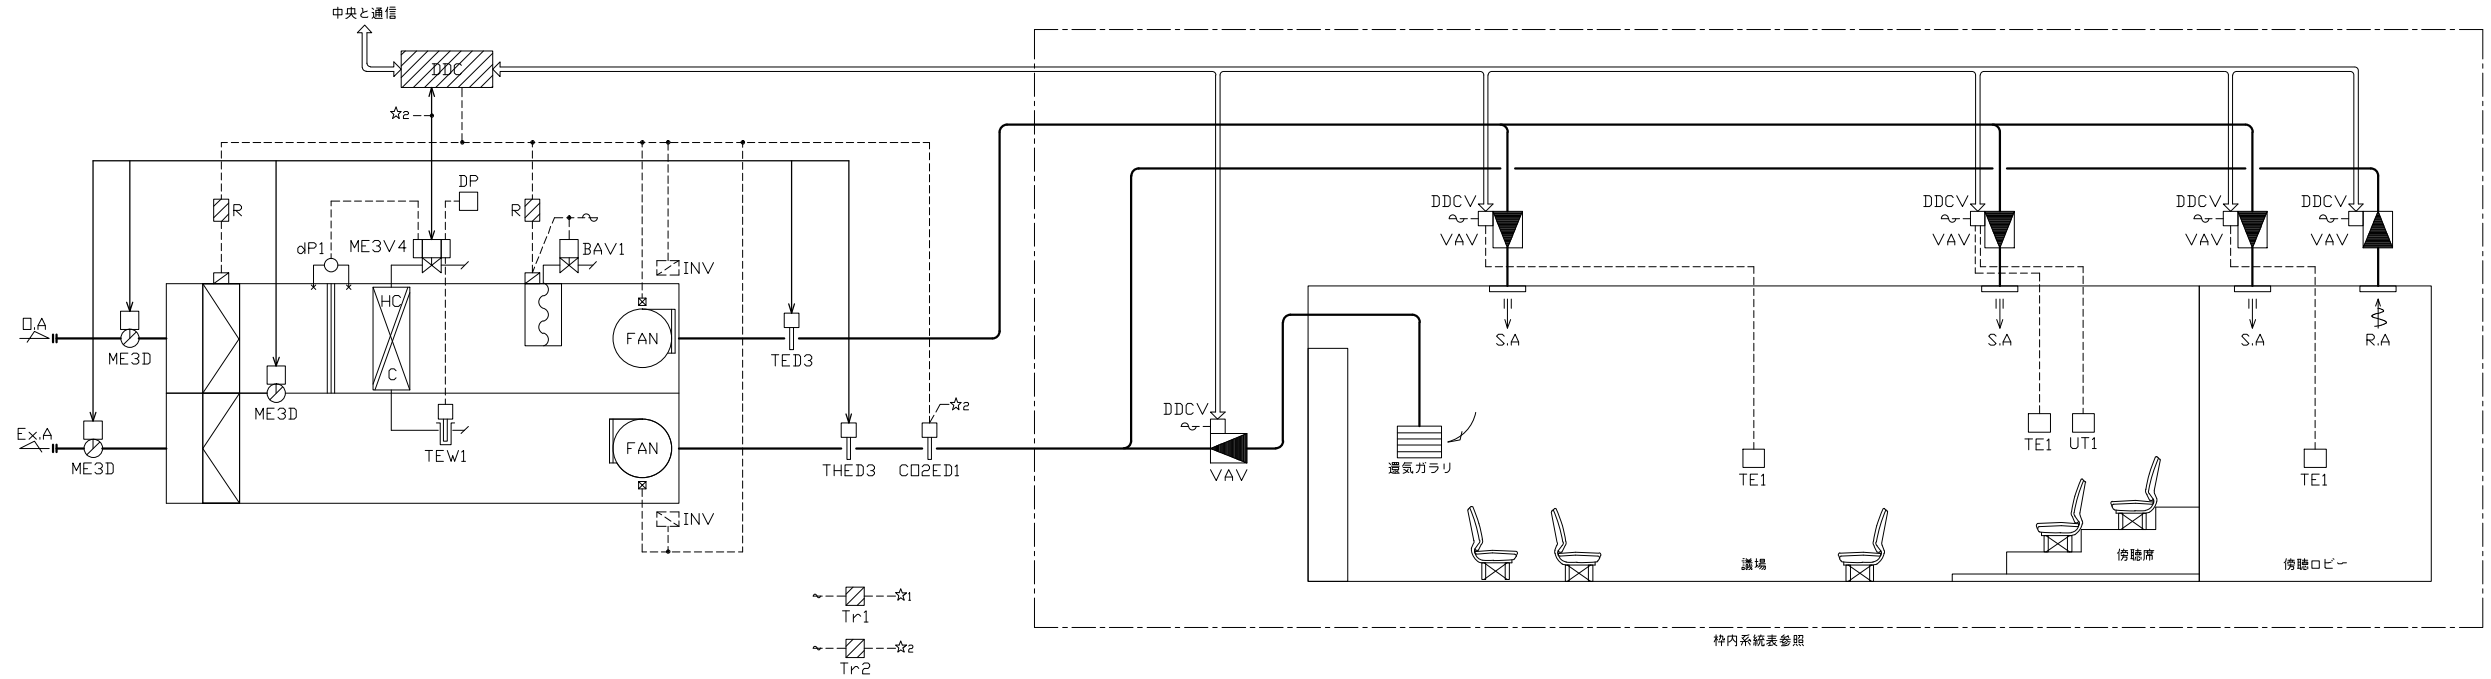 中央と通信
DDC
☆2
DP
R
R
DDCV
DDCV
DDCV
DDCV
dP1
ME3V4
BAV1
VAV
VAV
VAV
VAV
INV
HC
O.A
FAN
ME3D
TED3
S.A
S.A
S.A
R.A
C
ME3D
☆2
DDCV
Ex.A
FAN
ME3D
TEW1
THED3
CO2ED1
VAV
還気ガラリ
TE1
TE1
UT1
TE1
INV
議場
傍聴席
傍聴ロビー
☆1
Tr1
☆2
Tr2
枠内系統表参照